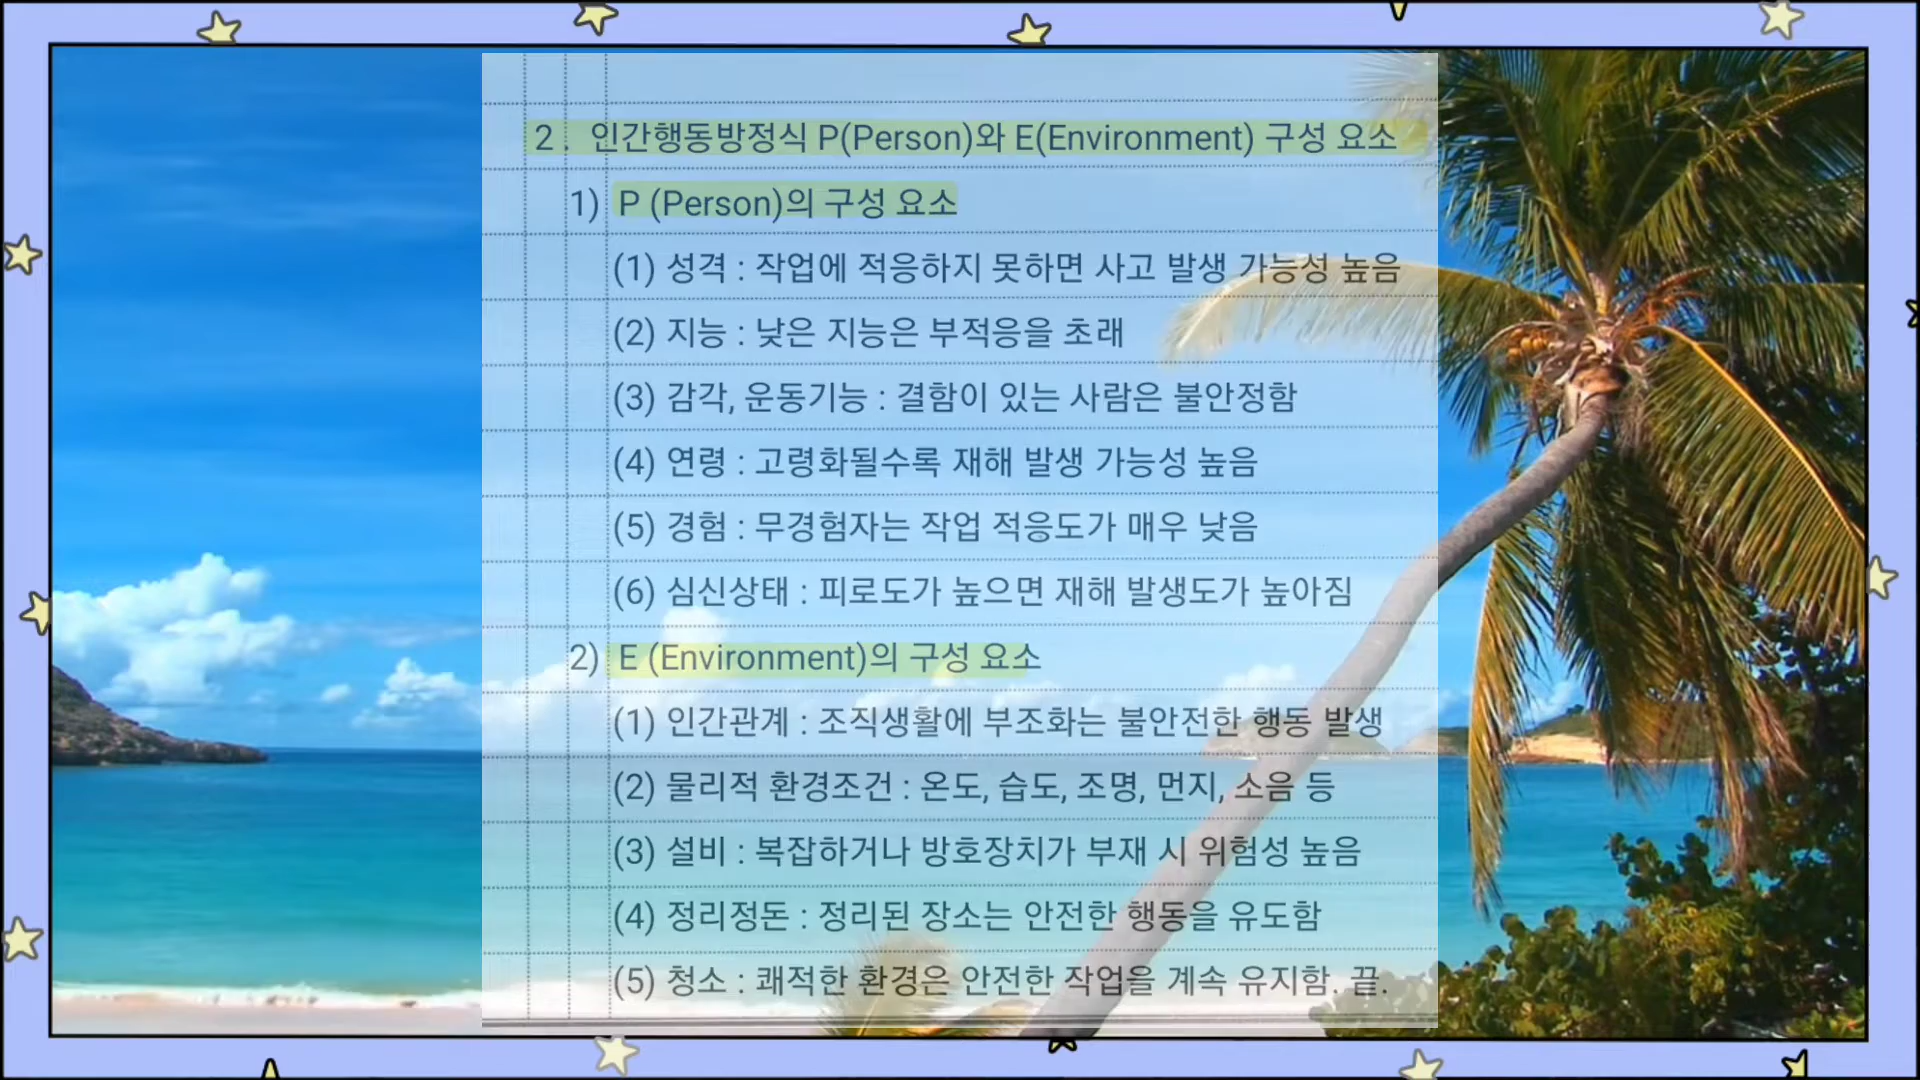 2 . 인간행동방정식 P(Person)와 E(Environment) 구성 요소
1) P (Person)의 구성 요소
(1) 성격 : 작업에 적응하지 못하면 사고 발생 가능성 높음
(2) 지능 : 낮은 지능은 부적응을 초래
(3) 감각, 운동기능 : 결함이 있는 사람은 불안정함
(4) 연령 : 고령화될수록 재해 발생 가능성 높음
(5) 경험 : 무경험자는 작업 적응도가 매우 낮음
(6) 심신상태 : 피로도가 높으면 재해 발생도가 높아짐
2) E (Environment)의 구성 요소
(1) 인간관계 : 조직생활에 부조화는 불안전한 행동 발생
(2) 물리적 환경조건 : 온도, 습도, 조명, 먼지, 소음 등
(3) 설비 : 복잡하거나 방호장치가 부재 시 위험성 높음
(4) 정리정돈 : 정리된 장소는 안전한 행동을 유도함
(5) 청소 : 쾌적한 환경은 안전한 작업을 계속 유지함. 끝.